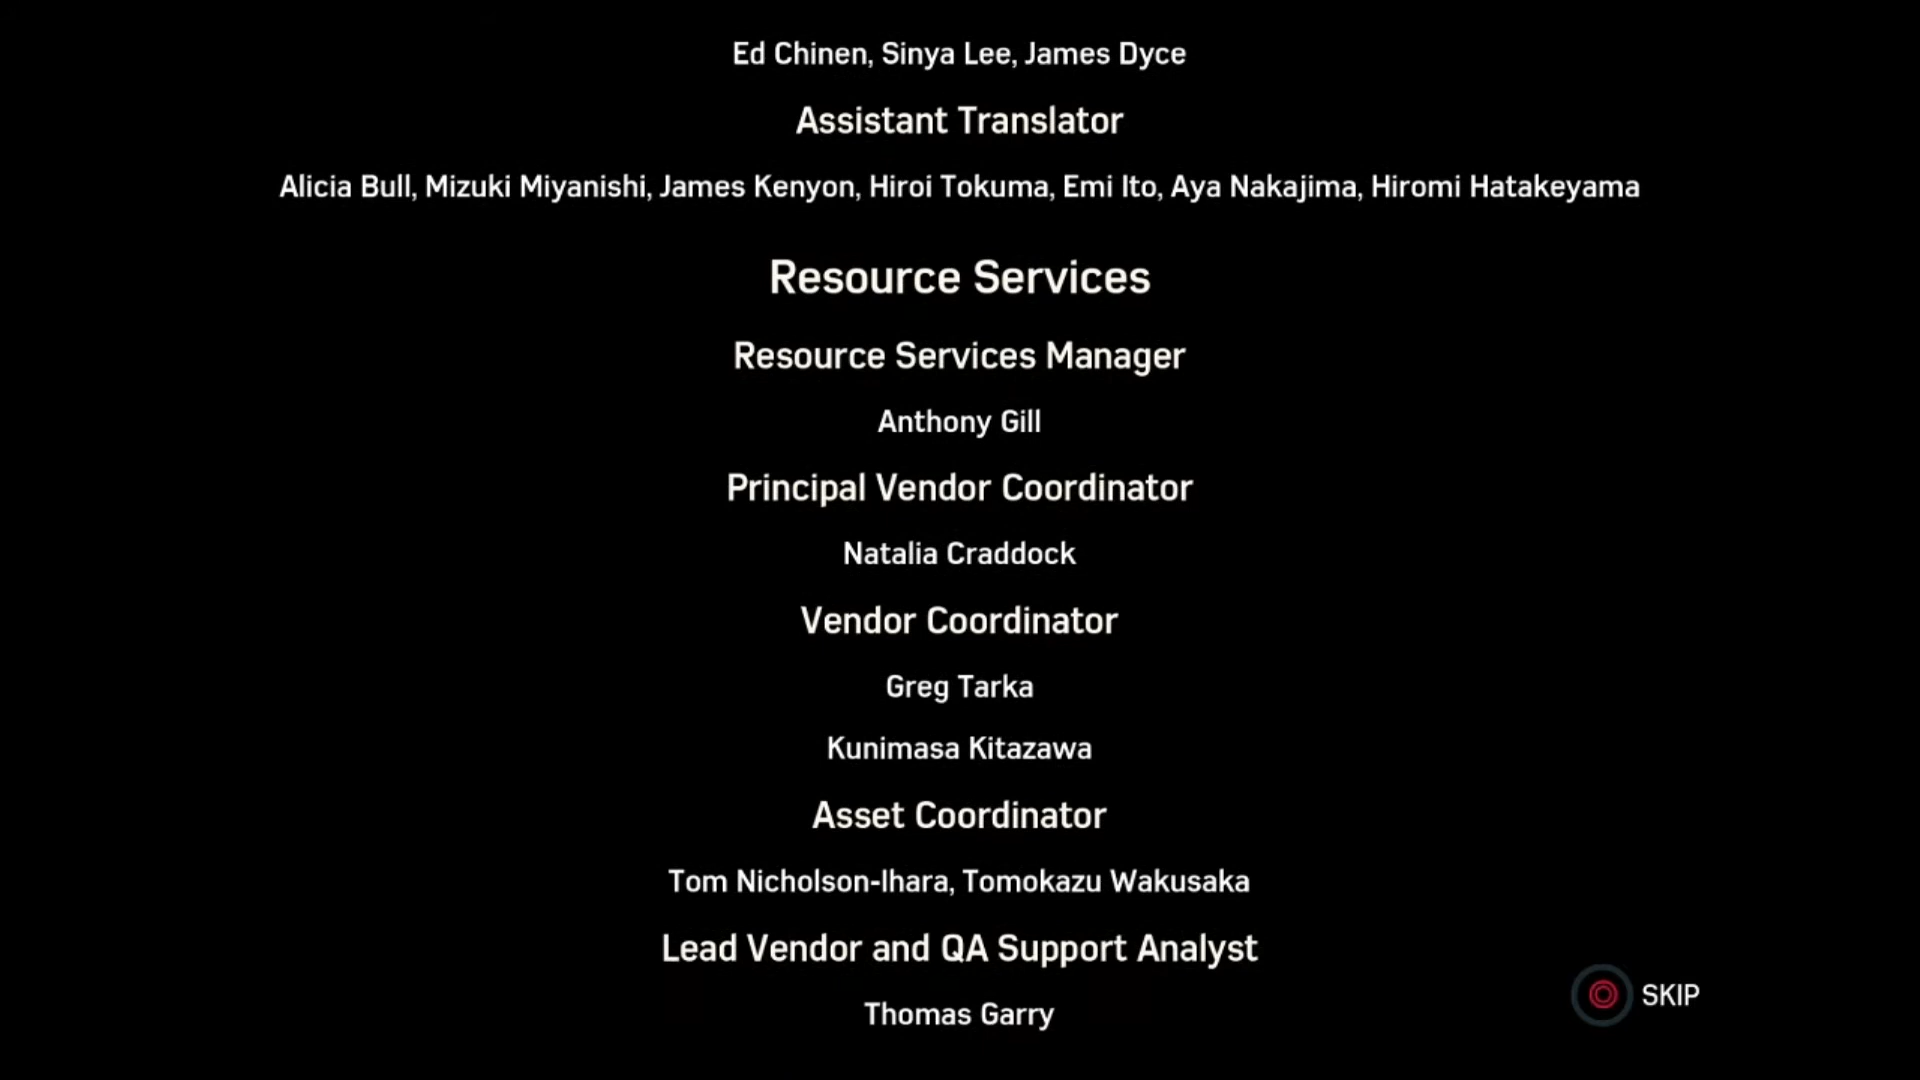 Ed Chinen, Sinya Lee, James Dyce
Assistant Translator
Alicia Bull, Mizuki Miyanishi, James Kenyon, Hiroi Tokuma, Emi Ito, Aya Nakajima, Hiromi Hatakeyama
Resource Services
Resource Services Manager
Anthony Gill
Principal Vendor Coordinator
Natalia Craddock
Vendor Coordinator
Greg Tarka
Kunimasa Kitazawa
Asset Coordinator
Tom Nicholson-Ihara, Tomokazu Wakusaka
Lead Vendor and QA Support Analyst
SKIP
Thomas Garry